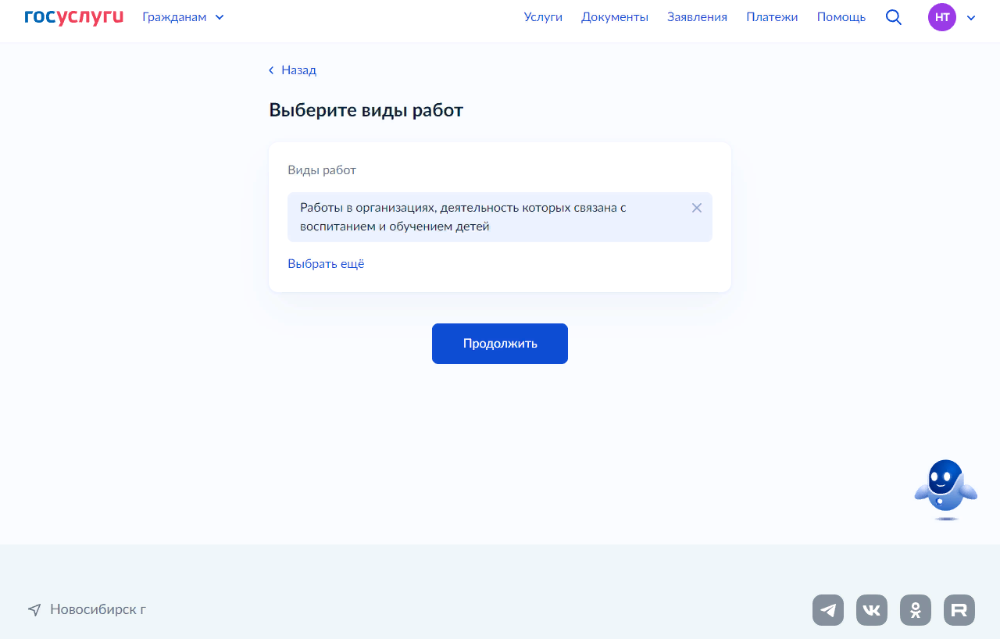 госуслуги
Гражданам
Услуги
Документы
Заявления
Платежи
Помощь
НТ
Назад
Выберите виды работ
Виды работ
Работы в организациях, деятельность которых связана с
воспитанием и обучением детей
Выбрать ещё
Продолжить
Новосибирск г